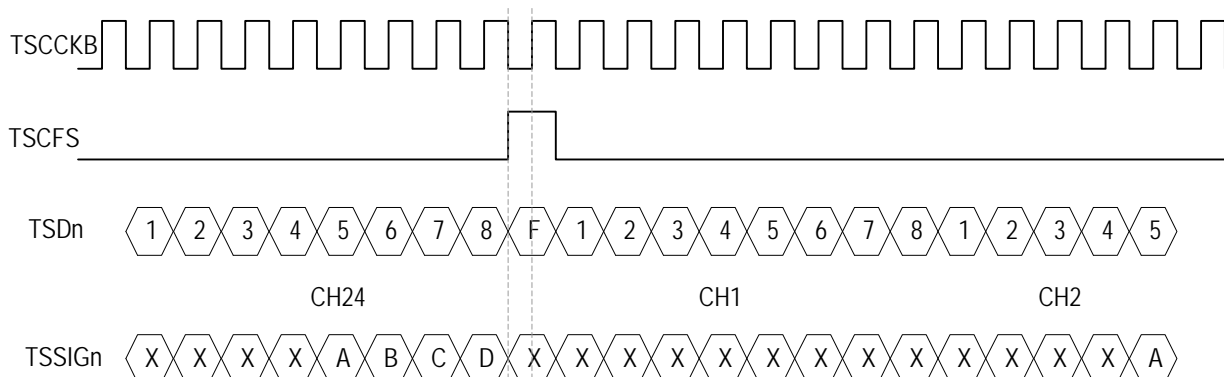 TSCCKB
TSCFS
TSDn 1 2 3 4 5 6 7 8 F 1 2 3 4 5 6 7 8 1 2 3 4 5
CH24 CH1 CH2
TSSIGn X X X X A B C D X X X X X X X X X X X X X A